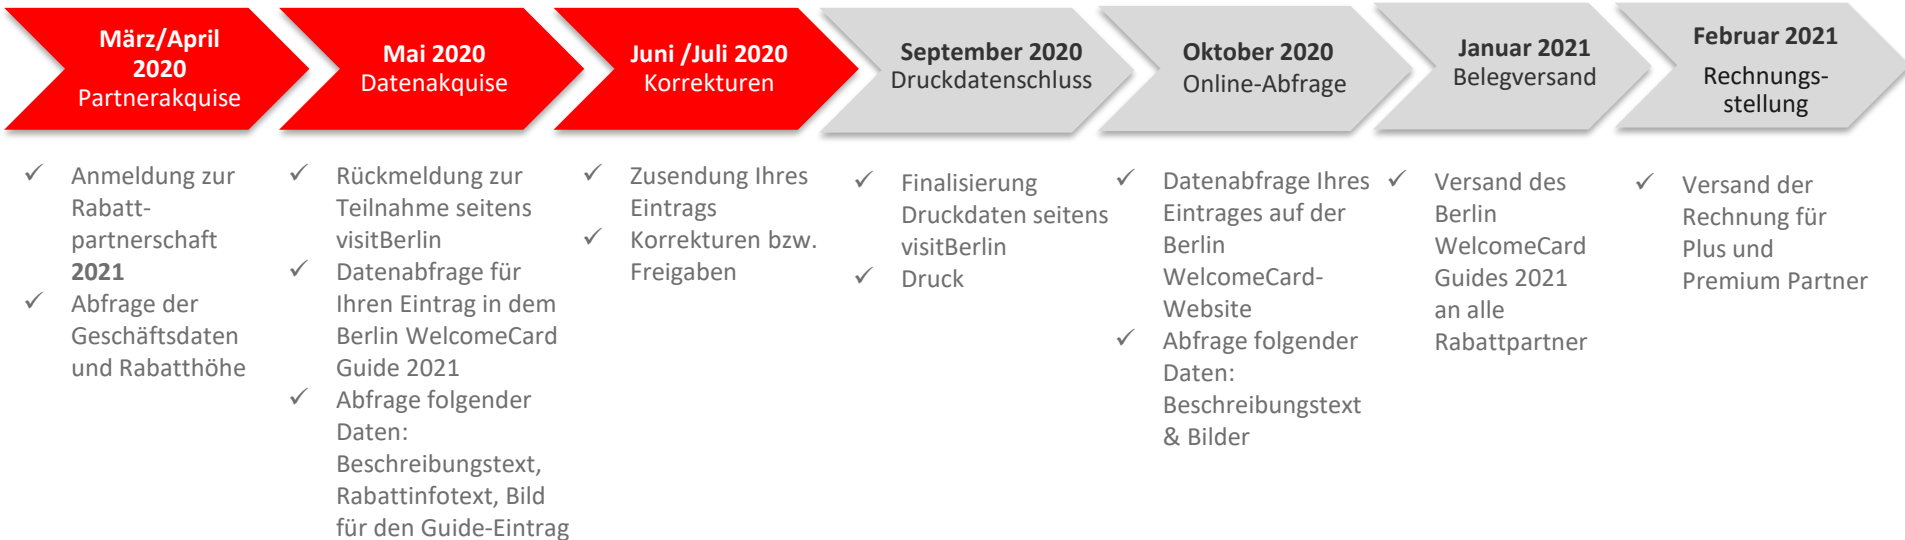 März/April
2020
Partnerakquise
Mai 2020
Datenakquise
Juni /Juli 2020
Korrekturen
September 2020
Druckdatenschluss
Oktober 2020
Online-Abfrage
Januar 2021
Belegversand
Februar 2021
Rechnungs-
stellung
✓ Anmeldung zur
Rabatt-
partnerschaft
2021
✓ Abfrage der
Geschäftsdaten
und Rabatthöhe
✓ Rückmeldung zur
Teilnahme seitens
visitBerlin
✓ Datenabfrage für
Ihren Eintrag in dem
Berlin WelcomeCard
Guide 2021
✓ Abfrage folgender
Daten:
Beschreibungstext,
Rabattinfotext, Bild
für den Guide-Eintrag
✓ Zusendung Ihres
Eintrags
✓ Korrekturen bzw.
Freigaben
✓ Finalisierung
Druckdaten seitens
visitBerlin
✓ Druck
✓ Datenabfrage Ihres
Eintrages auf der
Berlin
WelcomeCard-
Website
✓ Abfrage folgender
Daten:
Beschreibungstext
& Bilder
✓ Versand des
Berlin
WelcomeCard
Guides 2021
an alle
Rabattpartner
✓ Versand der
Rechnung für
Plus und
Premium Partner